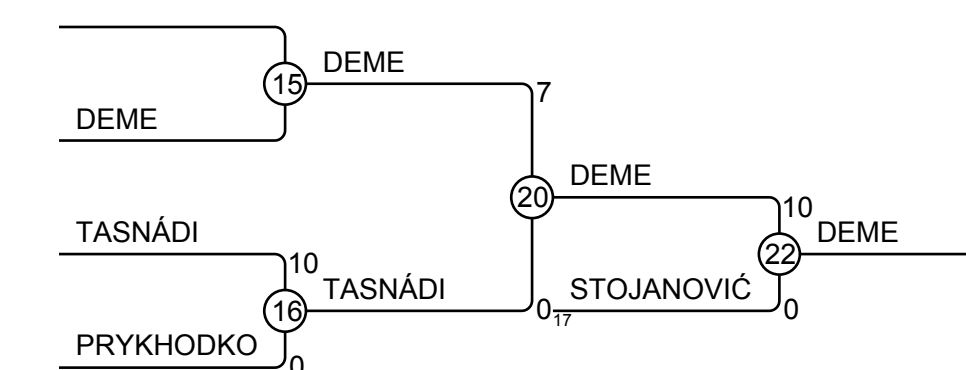 DEME
15
7
DEME
DEME
20
10
TASNÁDI
DEME
10
22
TASNÁDI
STOJANOVIĆ
16
0
17
0
PRYKHODKO
0